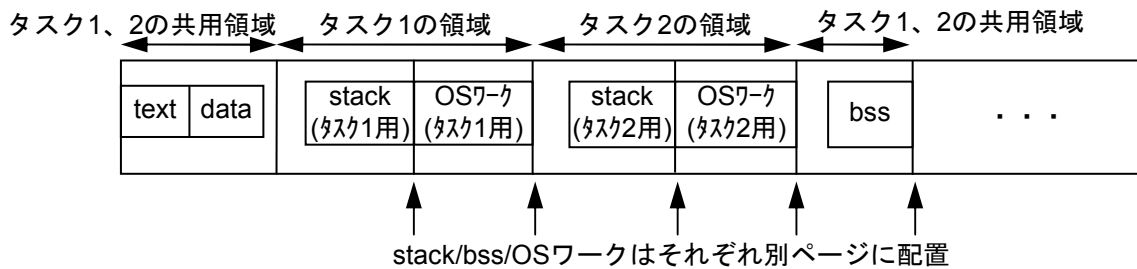 タスク1、2の共用領域 タスク1の領域 タスク2の領域 タスク1、2の共用領域
text data stack OSﾜｰｸ stack OSﾜｰｸ bss ・・・
(ﾀｽｸ1用) (ﾀｽｸ1用) (ﾀｽｸ2用) (ﾀｽｸ2用)
stack/bss/OSワークはそれぞれ別ページに配置